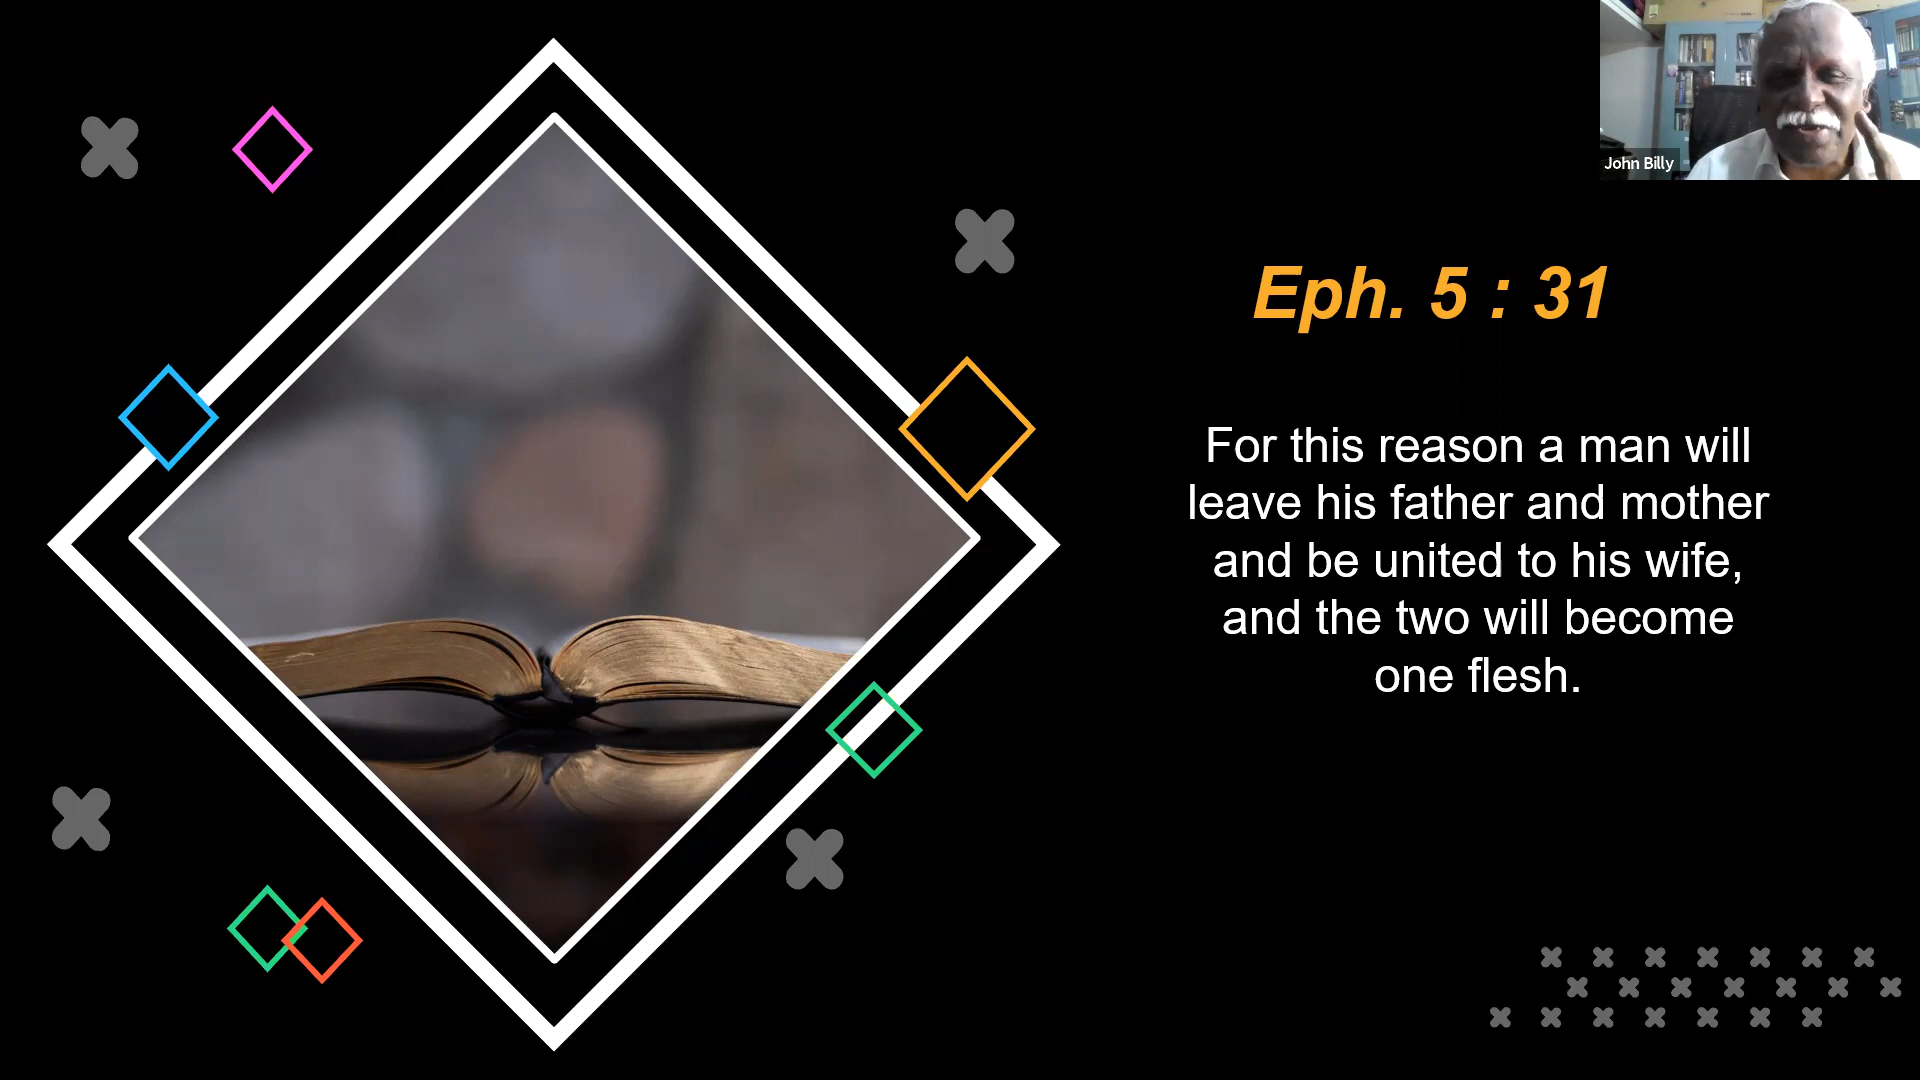 John Billy
Eph. 5 : 31
For this reason a man will
leave his father and mother
and be united to his wife,
and the two will become
one flesh.